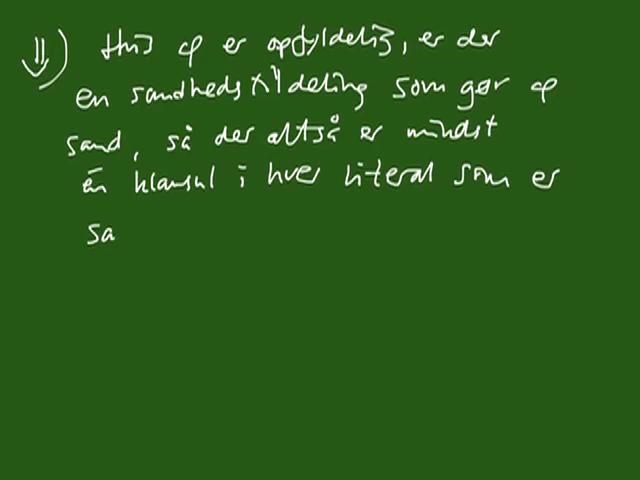 ⇓) Hvis φ er opfyldelig, er der
en sandhedstildeling som gør φ
sand, så der altså er mindst
én klausul i hver literal som er
sa